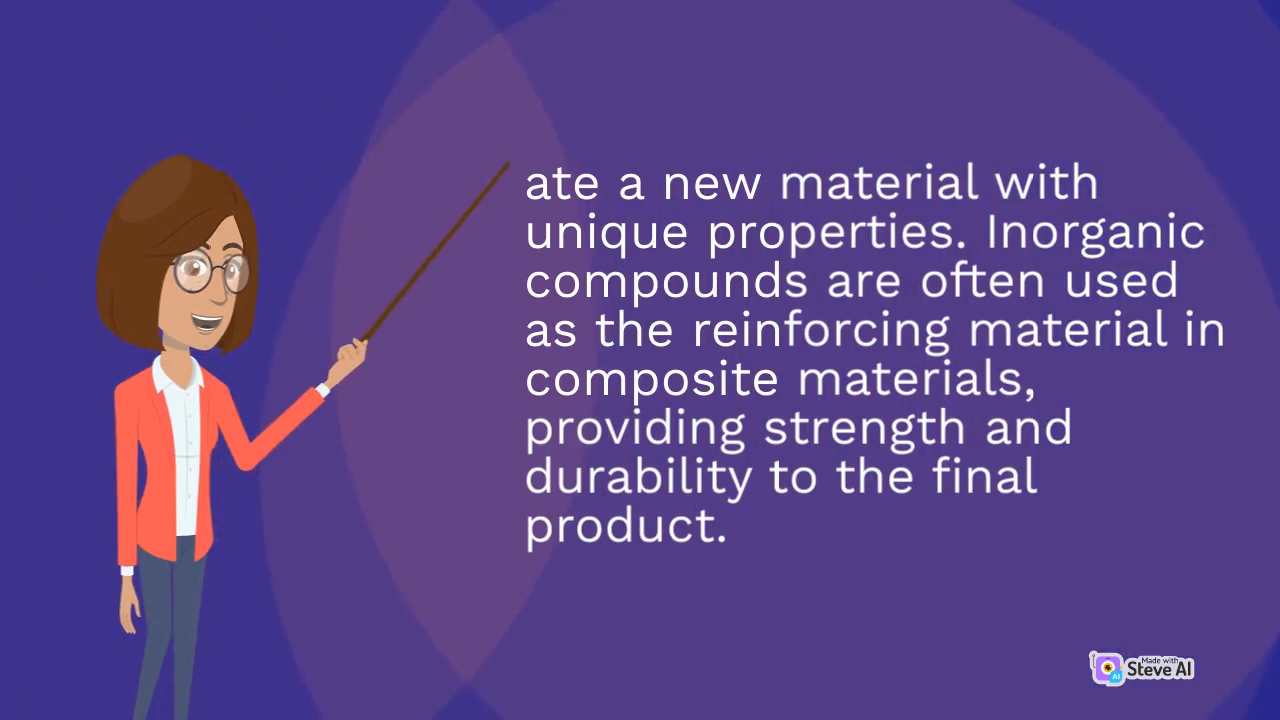 ate a new material with
unique properties. Inorganic
compounds are often used
as the reinforcing material in
composite materials,
providing strength and
durability to the final
product.
Made with
Steve AI
AI